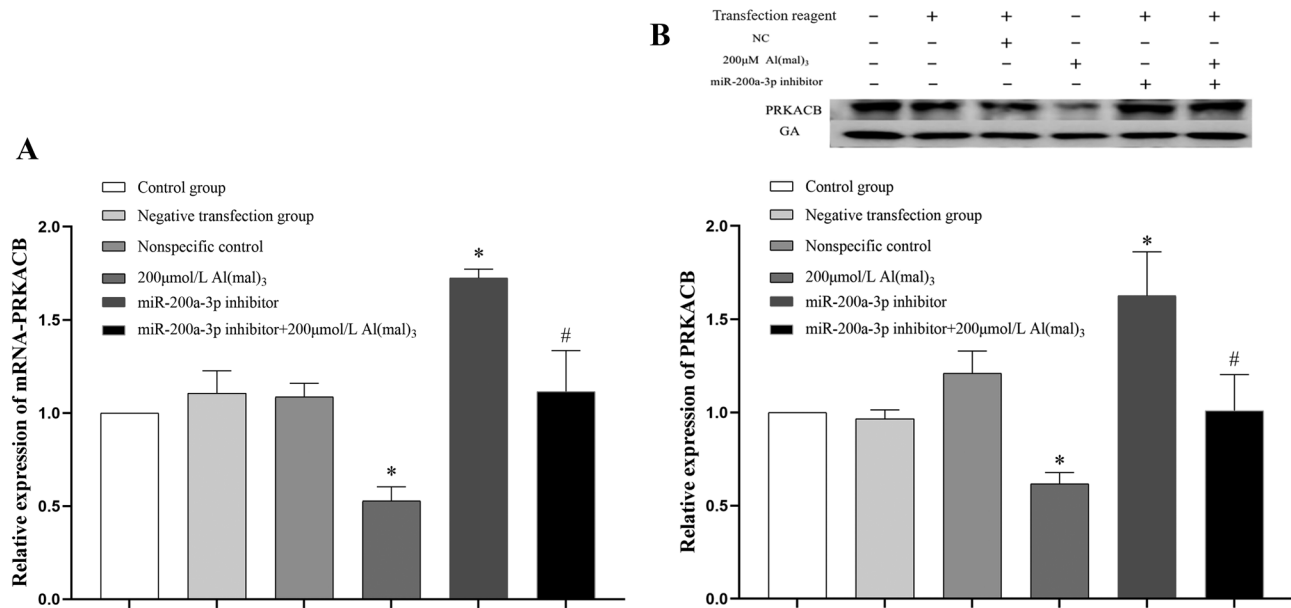 A
Control group
Negative transfection group
Nonspecific control
200μmol/L Al(mal)₃
miR-200a-3p inhibitor
miR-200a-3p inhibitor+200μmol/L Al(mal)₃
Relative expression of mRNA-PRKACB
2.0
1.5
1.0
0.5
0.0
*
*
#
B
Transfection reagent − + + − + +
NC − − + − − −
200μM Al(mal)₃ − − − + − +
miR-200a-3p inhibitor − − − − + +
PRKACB
GA
Control group
Negative transfection group
Nonspecific control
200μmol/L Al(mal)₃
miR-200a-3p inhibitor
miR-200a-3p inhibitor+200μmol/L Al(mal)₃
Relative expression of PRKACB
2.0
1.5
1.0
0.5
0.0
*
*
#